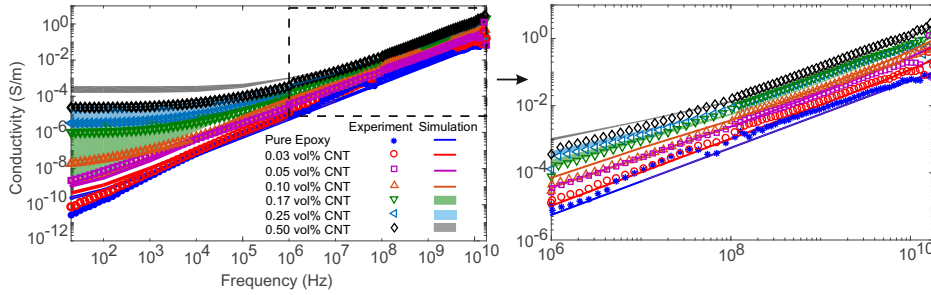 10^0
10^-2
10^-4
10^-6
10^-8
10^-10
10^-12
Conductivity (S/m)
Experiment Simulation
Pure Epoxy
0.03 vol% CNT
0.05 vol% CNT
0.10 vol% CNT
0.17 vol% CNT
0.25 vol% CNT
0.50 vol% CNT
10^2 10^3 10^4 10^5 10^6 10^7 10^8 10^9 10^10
Frequency (Hz)
10^0
10^-2
10^-4
10^-6
10^6 10^8 10^10